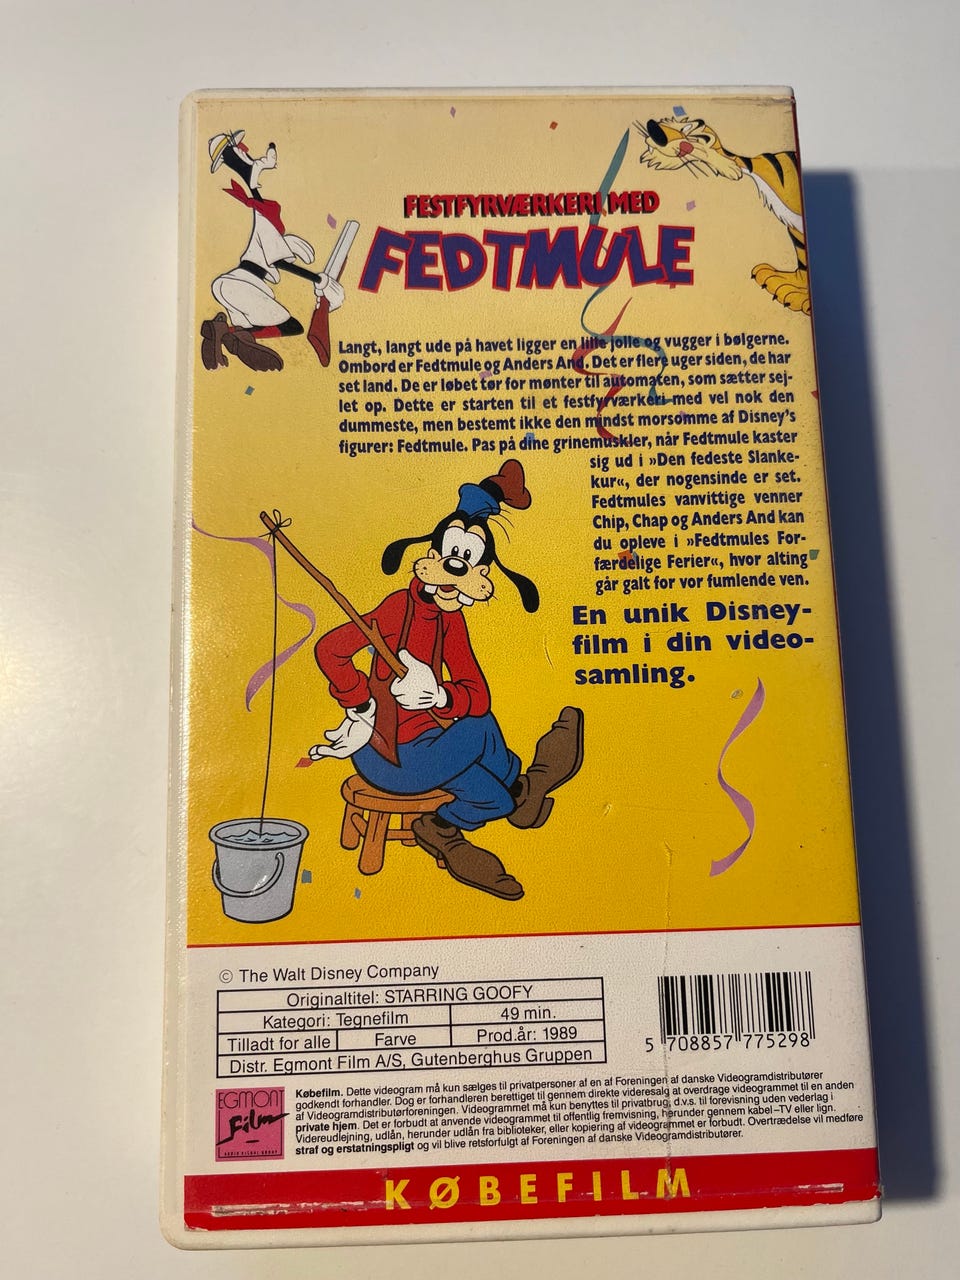 FESTFYRVÆRKERI MED
FEDTMULE
Langt, langt ude på havet ligger en lille jolle og vugger i bølgerne.
Ombord er Fedtmule og Anders And. Det er flere uger siden, de har
set land. De er løbet tør for mønter til automaten, som sætter sej-
let op. Dette er starten til et festfyrværkeri med vel nok den
dummeste, men bestemt ikke den mindst morsomme af Disney's
figurer: Fedtmule. Pas på dine grinemuskler, når Fedtmule kaster
sig ud i »Den fedeste Slanke-
kur«, der nogensinde er set.
Fedtmules vanvittige venner
Chip, Chap og Anders And kan
du opleve i »Fedtmules For-
færdelige Ferier«, hvor alting
går galt for vor fumlende ven.
En unik Disney-
film i din video-
samling.
© The Walt Disney Company
Originaltitel: STARRING GOOFY
Kategori: Tegnefilm 49 min.
Tilladt for alle Farve Prod.år: 1989
Distr. Egmont Film A/S, Gutenberghus Gruppen
5 708857 775298
EGMONT
Film
AUDIO VISUAL GROUP
Købefilm. Dette videogram må kun sælges til privatpersoner af en af Foreningen af danske Videogramdistributører
godkendt forhandler. Dog er forhandleren berettiget til gennem direkte videresalg at overdrage videogrammet til en anden
af Videogramdistributørforeningen. Videogrammet må kun benyttes til privatbrug, d.v.s. til forevisning uden vederlag i
private hjem. Det er forbudt at anvende videogrammet til offentlig fremvisning, herunder gennem kabel-TV eller lign.
Videreudlejning, udlån, herunder udlån fra biblioteker, eller kopiering af videogrammet er forbudt. Overtrædelse vil medføre
straf og erstatningspligt og vil blive retsforfulgt af Foreningen af danske Videogramdistributører.
KØBEFILM